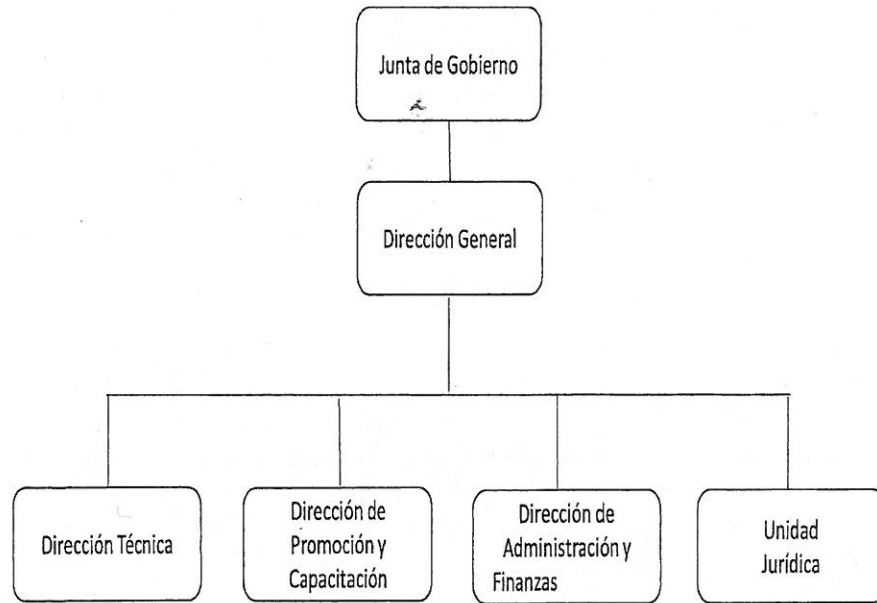 Junta de Gobierno
Dirección General
Dirección Técnica
Dirección de
Promoción y
Capacitación
Dirección de
Administración y
Finanzas
Unidad
Jurídica